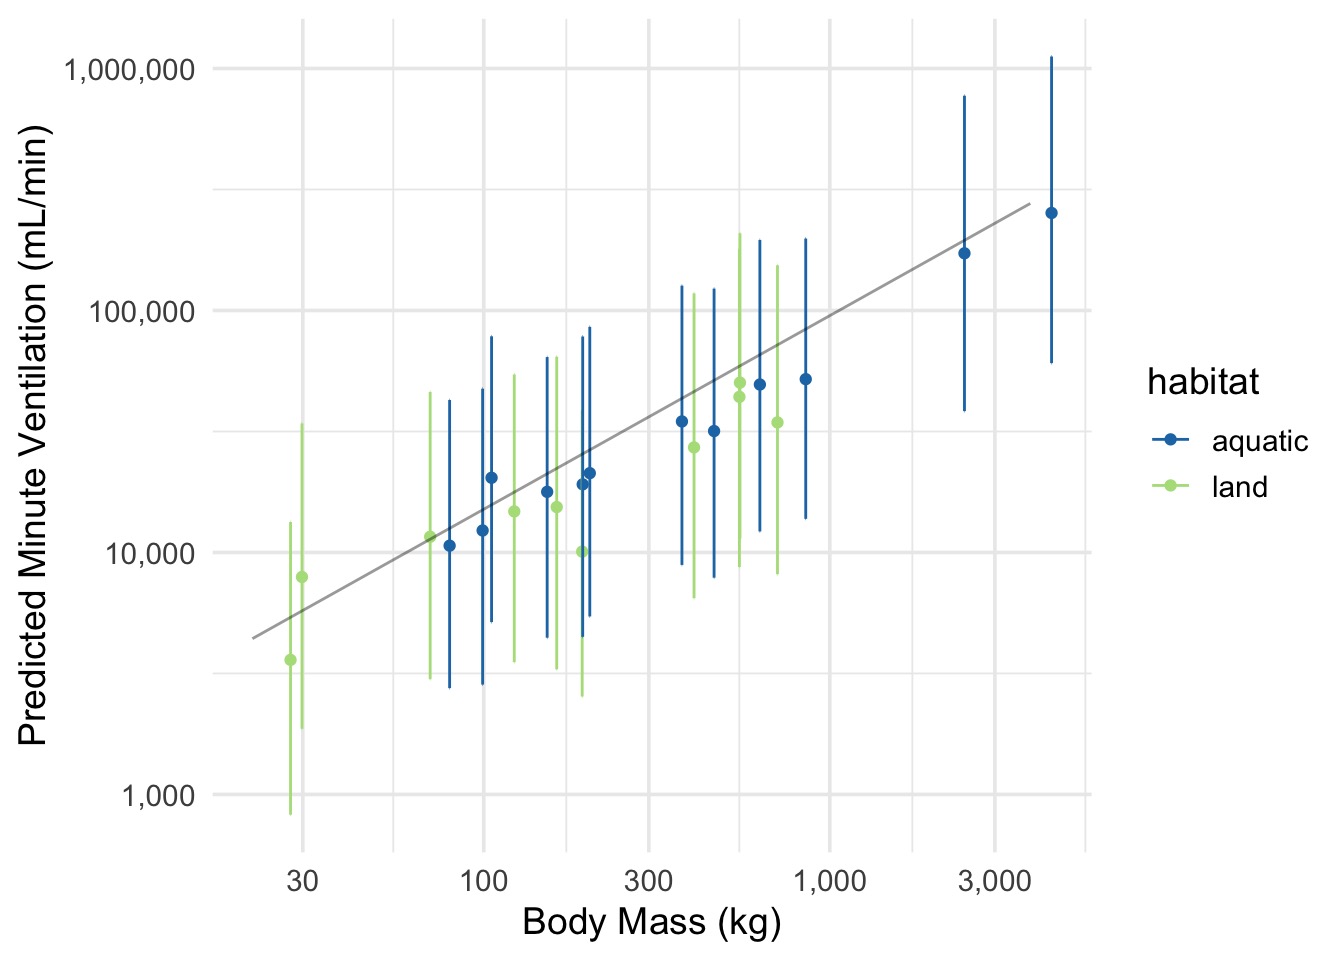 Predicted Minute Ventilation (mL/min)
1,000,000
100,000
10,000
1,000
30
100
300
1,000
3,000
Body Mass (kg)
habitat
aquatic
land